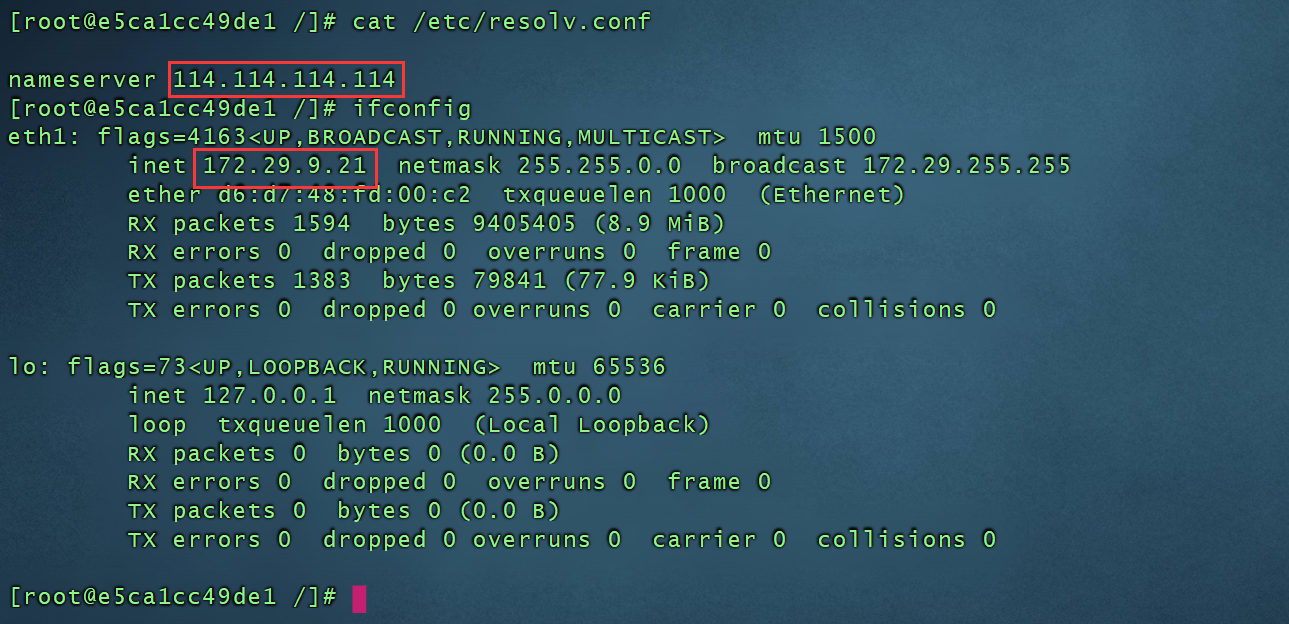 [root@e5ca1cc49de1 /]# cat /etc/resolv.conf
nameserver 114.114.114.114
[root@e5ca1cc49de1 /]# ifconfig
eth1: flags=4163<UP,BROADCAST,RUNNING,MULTICAST>  mtu 1500
        inet 172.29.9.21  netmask 255.255.0.0  broadcast 172.29.255.255
        ether d6:d7:48:fd:00:c2  txqueuelen 1000  (Ethernet)
        RX packets 1594  bytes 9405405 (8.9 MiB)
        RX errors 0  dropped 0  overruns 0  frame 0
        TX packets 1383  bytes 79841 (77.9 KiB)
        TX errors 0  dropped 0 overruns 0  carrier 0  collisions 0
lo: flags=73<UP,LOOPBACK,RUNNING>  mtu 65536
        inet 127.0.0.1  netmask 255.0.0.0
        loop  txqueuelen 1000  (Local Loopback)
        RX packets 0  bytes 0 (0.0 B)
        RX errors 0  dropped 0  overruns 0  frame 0
        TX packets 0  bytes 0 (0.0 B)
        TX errors 0  dropped 0 overruns 0  carrier 0  collisions 0
[root@e5ca1cc49de1 /]#